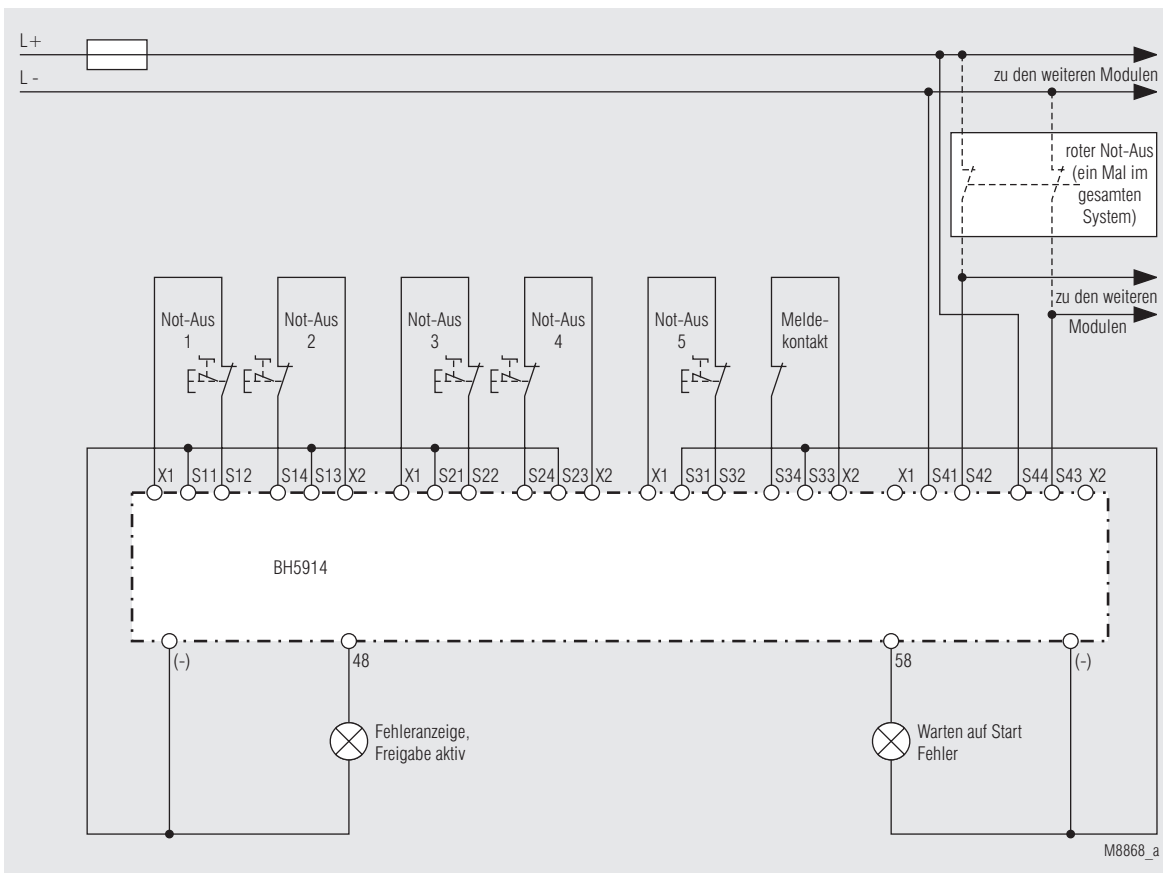 L+
L -
zu den weiteren Modulen
roter Not-Aus
(ein Mal im
gesamten
System)
zu den weiteren
Modulen
Not-Aus
1
Not-Aus
2
Not-Aus
3
Not-Aus
4
Not-Aus
5
Melde-
kontakt
X1 S11 S12 S14 S13 X2 X1 S21 S22 S24 S23 X2 X1 S31 S32 S34 S33 X2 X1 S41 S42 S44 S43 X2
BH5914
(-) 48 58 (-)
Fehleranzeige,
Freigabe aktiv
Warten auf Start
Fehler
M8868_a